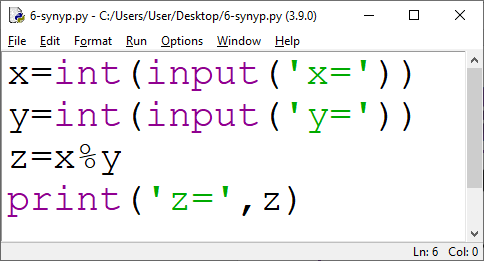 6-synyp.py - C:/Users/User/Desktop/6-synyp.py (3.9.0)
File Edit Format Run Options Window Help
x=int(input('x='))
y=int(input('y='))
z=x%y
print('z=',z)
Ln: 6 Col: 0